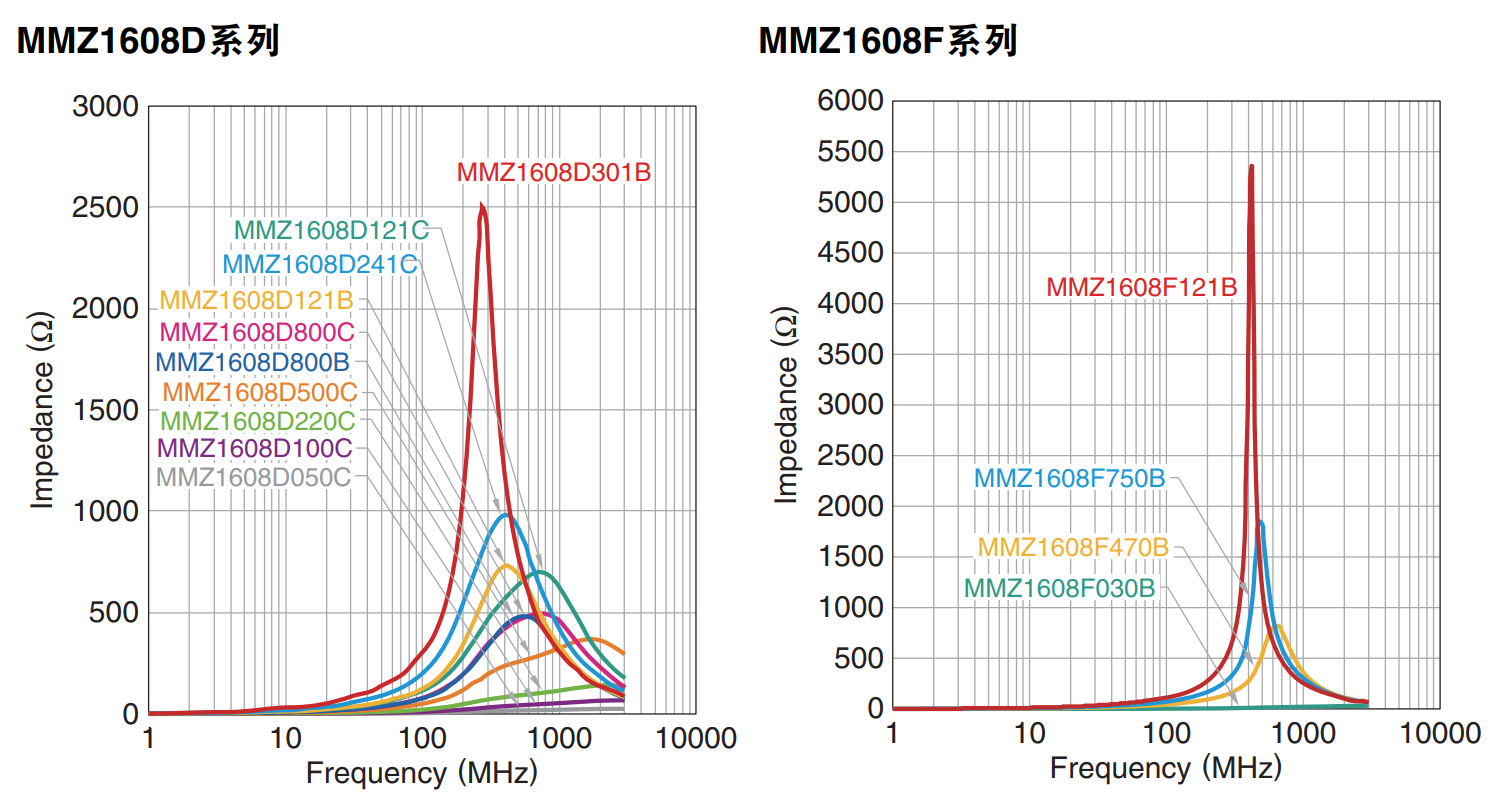 MMZ1608D系列
3000
2500
2000
1500
1000
500
0
Impedance (Ω)
MMZ1608D301B
MMZ1608D121C
MMZ1608D241C
MMZ1608D121B
MMZ1608D800C
MMZ1608D800B
MMZ1608D500C
MMZ1608D220C
MMZ1608D100C
MMZ1608D050C
1 10 100 1000 10000
Frequency (MHz)
MMZ1608F系列
6000
5500
5000
4500
4000
3500
3000
2500
2000
1500
1000
500
0
Impedance (Ω)
MMZ1608F121B
MMZ1608F750B
MMZ1608F470B
MMZ1608F030B
1 10 100 1000 10000
Frequency (MHz)